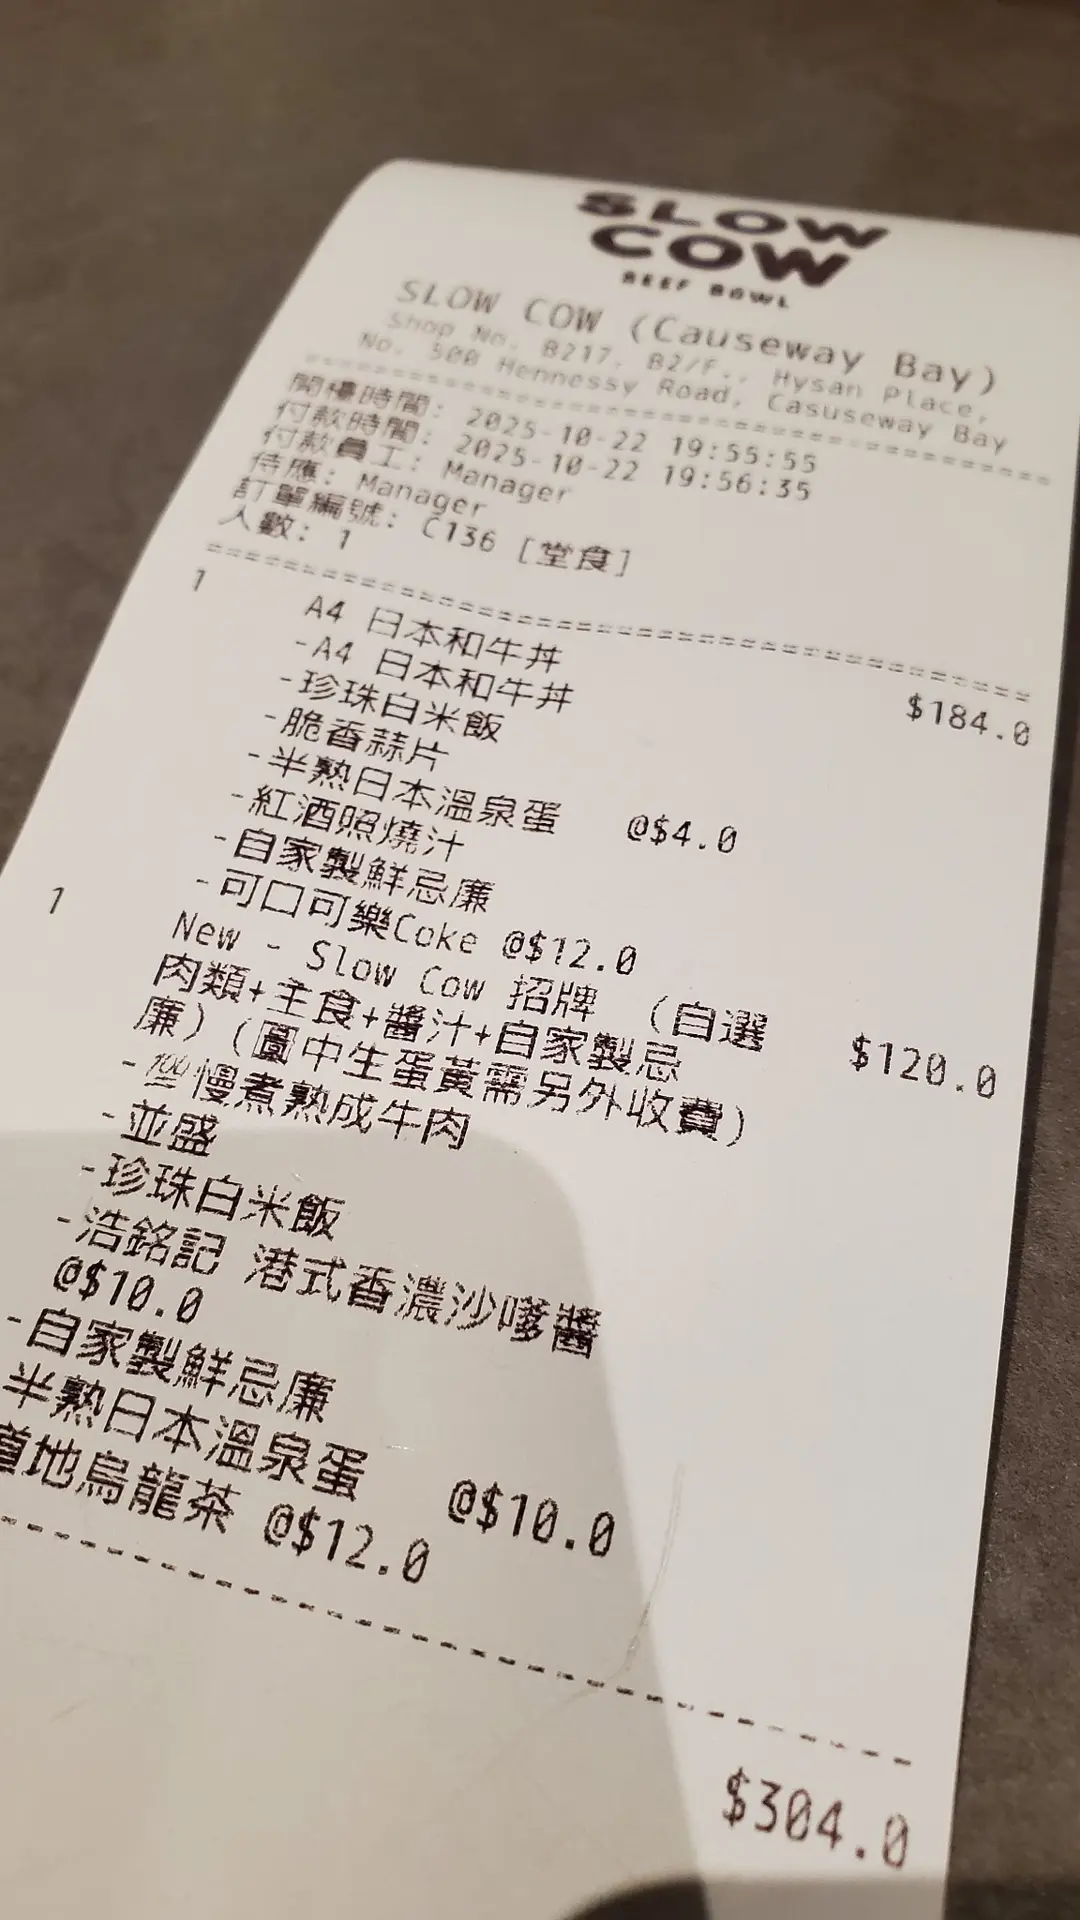 SLOW
COW
BEEF BOWL
SLOW COW (Causeway Bay)
Shop No. B217, B2/F., Hysan Place,
No. 500 Hennessy Road, Casuseway Bay
開檯時間: 2025-10-22 19:55:55
付款時間: 2025-10-22 19:56:35
付款員工: Manager
侍應: Manager
訂單編號: C136 [堂食]
人數: 1
1 A4 日本和牛丼 $184.0
-A4 日本和牛丼
-珍珠白米飯
-脆香蒜片
-半熟日本溫泉蛋 @$4.0
-紅酒照燒汁
-自家製鮮忌廉
-可口可樂Coke @$12.0
1 New - Slow Cow 招牌 (自選 $120.0
肉類+主食+醬汁+自家製忌
廉) (圖中生蛋黃需另外收費)
-💯慢煮熟成牛肉
-並盛
-珍珠白米飯
-浩銘記 港式香濃沙嗲醬
@$10.0
-自家製鮮忌廉
半熟日本溫泉蛋 @$10.0
道地烏龍茶 @$12.0
$304.0